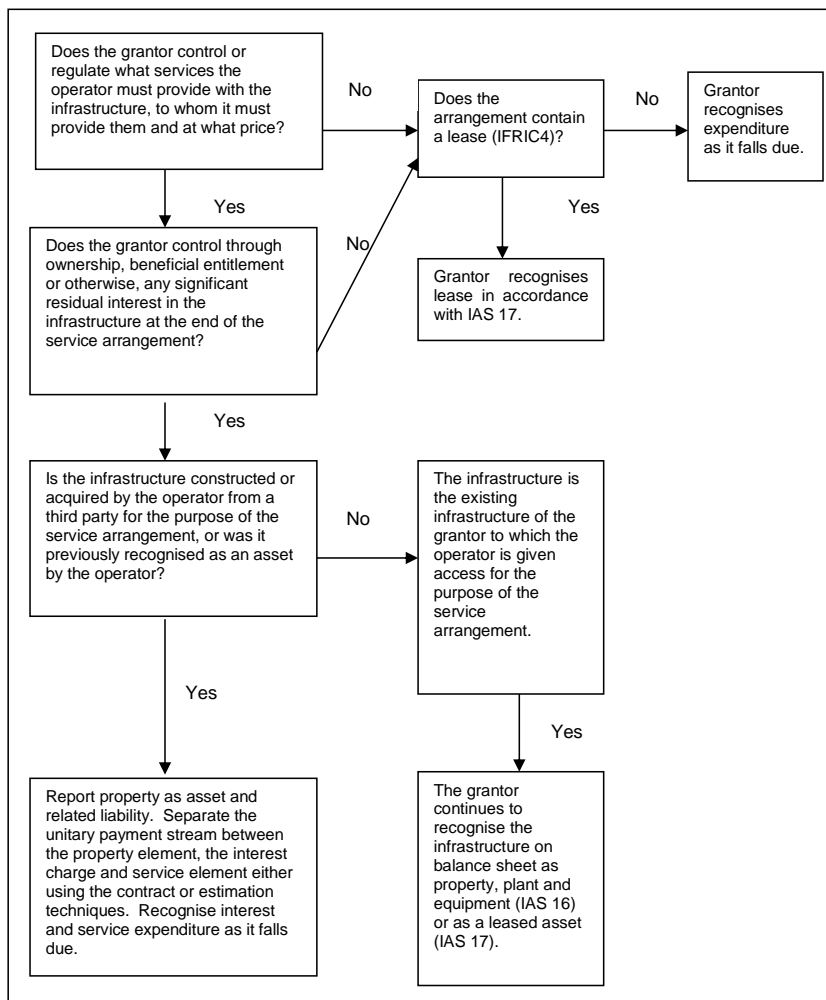 Does the grantor control or
regulate what services the
operator must provide with the
infrastructure, to whom it must
provide them and at what price?
No
Does the
arrangement contain
a lease (IFRIC4)?
No
Grantor
recognises
expenditure
as it falls due.
Yes
Yes
Does the grantor control through
ownership, beneficial entitlement
or otherwise, any significant
residual interest in the
infrastructure at the end of the
service arrangement?
No
Grantor recognises
lease in accordance
with IAS 17.
Yes
Is the infrastructure constructed or
acquired by the operator from a
third party for the purpose of the
service arrangement, or was it
previously recognised as an asset
by the operator?
No
The infrastructure is
the existing
infrastructure of the
grantor to which the
operator is given
access for the
purpose of the
service
arrangement.
Yes
Yes
Report property as asset and
related liability. Separate the
unitary payment stream between
the property element, the interest
charge and service element either
using the contract or estimation
techniques. Recognise interest
and service expenditure as it falls
due.
The grantor
continues to
recognise the
infrastructure on
balance sheet as
property, plant and
equipment (IAS 16)
or as a leased asset
(IAS 17).